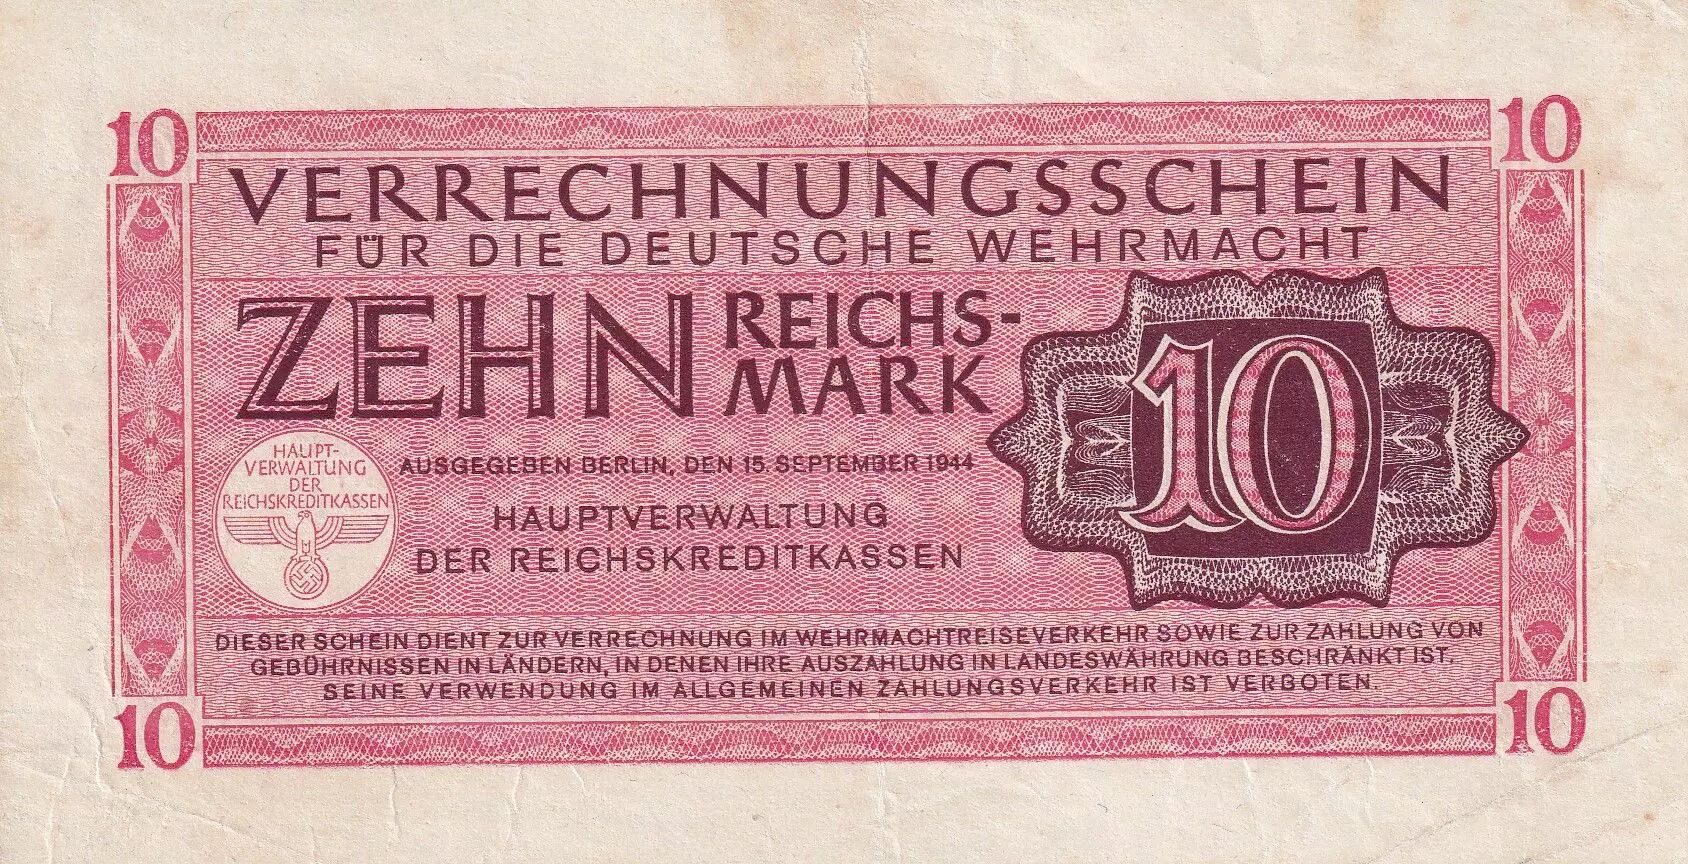 10 10
VERRECHNUNGSSCHEIN
FÜR DIE DEUTSCHE WEHRMACHT
ZEHN REICHS-
MARK
10
HAUPT-
VERWALTUNG
DER
REICHSKREDITKASSEN
AUSGEGEBEN BERLIN, DEN 15. SEPTEMBER 1944
HAUPTVERWALTUNG
DER REICHSKREDITKASSEN
DIESER SCHEIN DIENT ZUR VERRECHNUNG IM WEHRMACHTREISEVERKEHR SOWIE ZUR ZAHLUNG VON
GEBÜHRNISSEN IN LÄNDERN, IN DENEN IHRE AUSZAHLUNG IN LANDESWÄHRUNG BESCHRÄNKT IST.
SEINE VERWENDUNG IM ALLGEMEINEN ZAHLUNGSVERKEHR IST VERBOTEN.
10 10